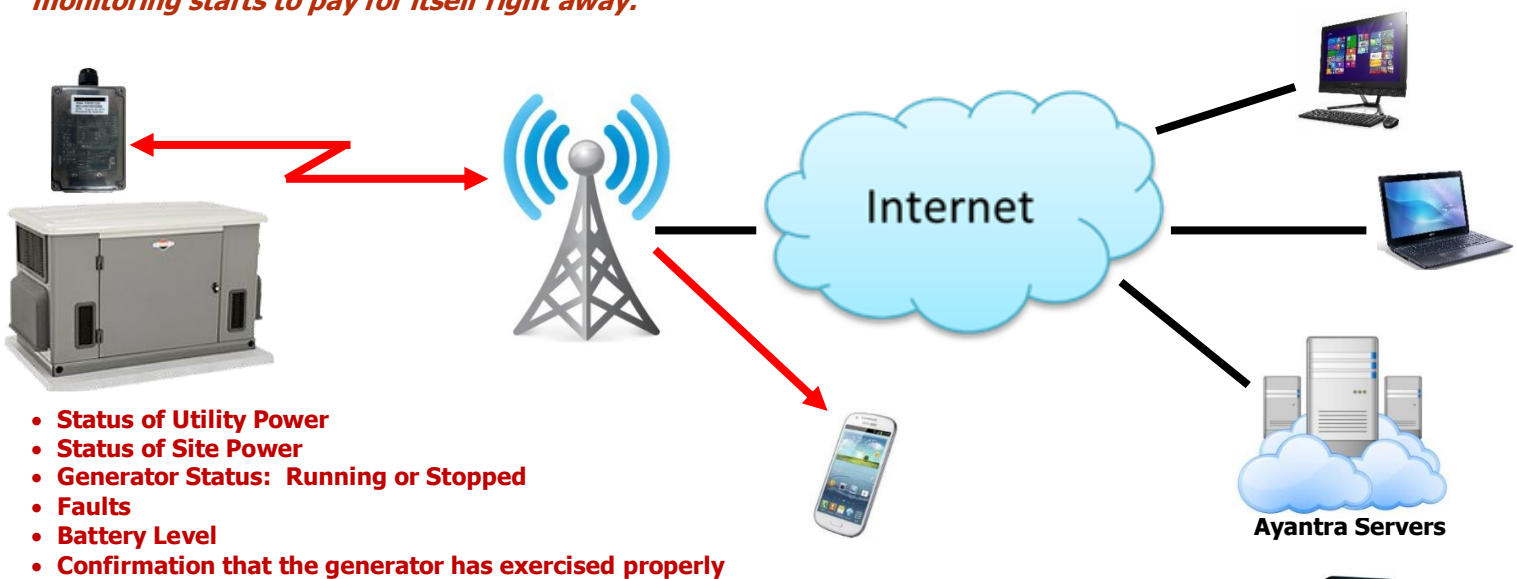 monitoring starts to pay for itself right away.
Internet
• Status of Utility Power
• Status of Site Power
• Generator Status: Running or Stopped
• Faults
• Battery Level
• Confirmation that the generator has exercised properly
Ayantra Servers